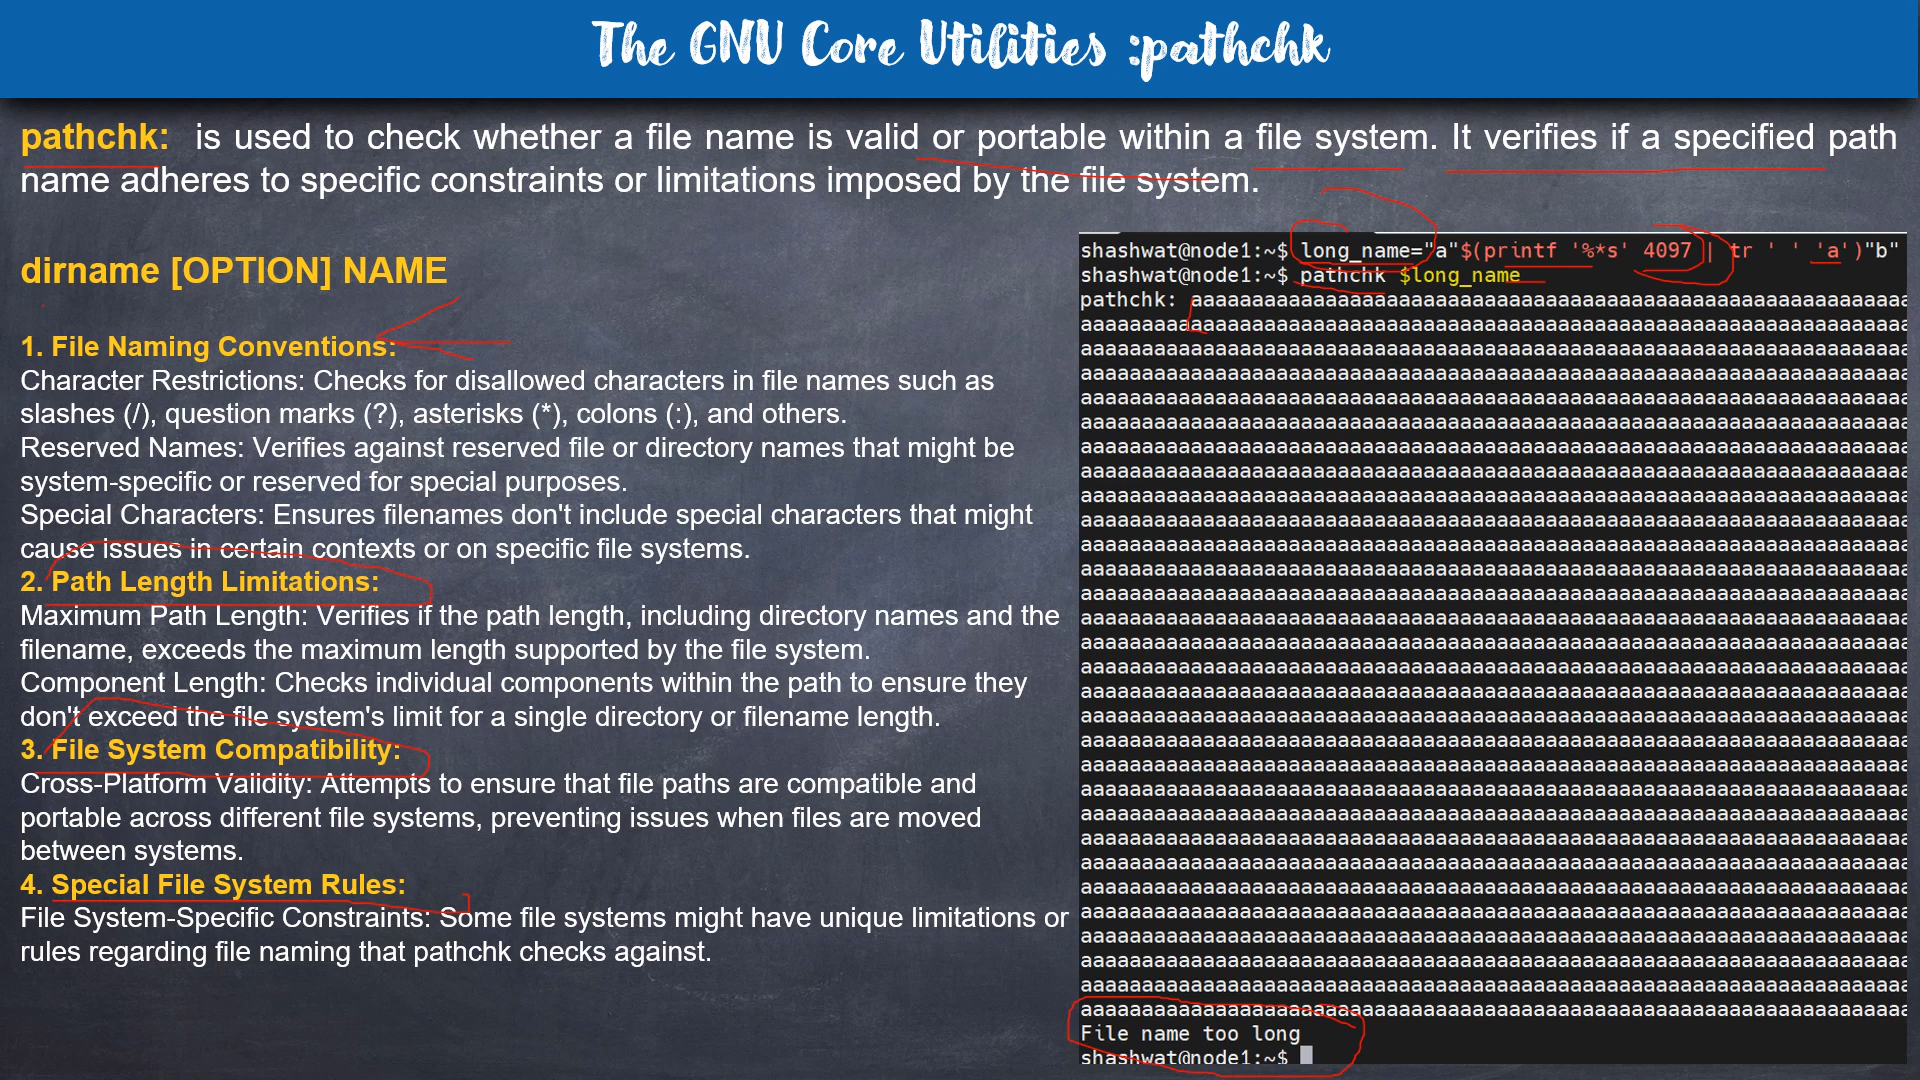 The GNU Core Utilities :pathchk
pathchk: is used to check whether a file name is valid or portable within a file system. It verifies if a specified path
name adheres to specific constraints or limitations imposed by the file system.
dirname [OPTION] NAME
1. File Naming Conventions:
Character Restrictions: Checks for disallowed characters in file names such as
slashes (/), question marks (?), asterisks (*), colons (:), and others.
Reserved Names: Verifies against reserved file or directory names that might be
system-specific or reserved for special purposes.
Special Characters: Ensures filenames don't include special characters that might
cause issues in certain contexts or on specific file systems.
2. Path Length Limitations:
Maximum Path Length: Verifies if the path length, including directory names and the
filename, exceeds the maximum length supported by the file system.
Component Length: Checks individual components within the path to ensure they
don't exceed the file system's limit for a single directory or filename length.
3. File System Compatibility:
Cross-Platform Validity: Attempts to ensure that file paths are compatible and
portable across different file systems, preventing issues when files are moved
between systems.
4. Special File System Rules:
File System-Specific Constraints: Some file systems might have unique limitations or
rules regarding file naming that pathchk checks against.
shashwat@node1:~$ long_name="a"$(printf '%*s' 4097 | tr ' ' 'a')"b"
shashwat@node1:~$ pathchk $long_name
pathchk:
File name too long
shashwat@node1:~$